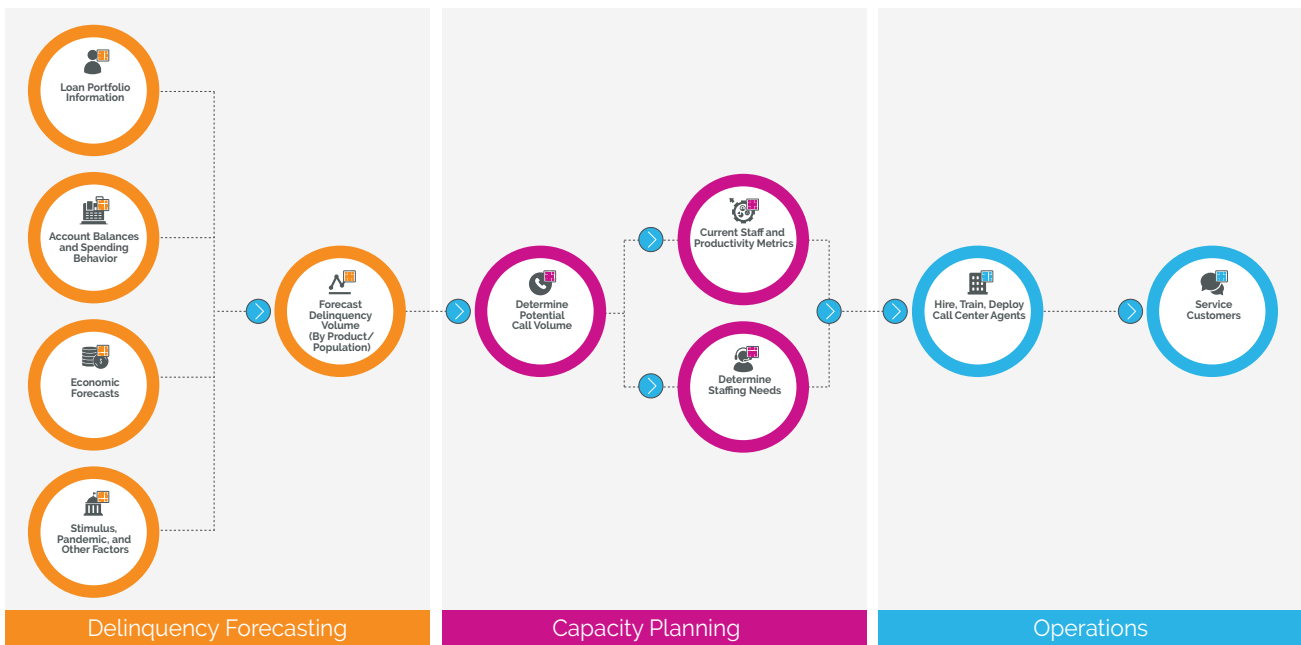 Loan Portfolio
Information
Account Balances
and Spending
Behavior
Economic
Forecasts
Stimulus,
Pandemic, and
Other Factors
Forecast
Delinquency
Volume
(By Product/
Population)
Delinquency Forecasting
Determine
Potential
Call Volume
Current Staff and
Productivity Metrics
Determine
Staffing Needs
Capacity Planning
Hire, Train, Deploy
Call Center Agents
Service
Customers
Operations